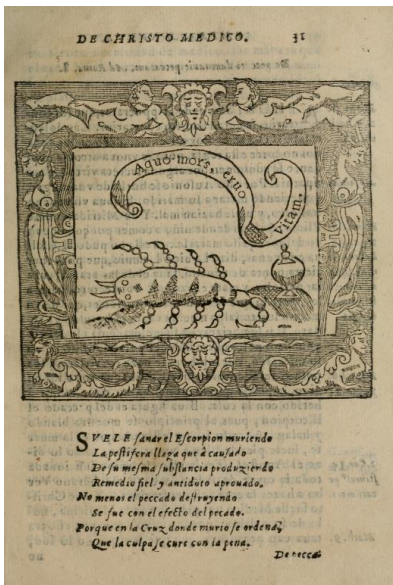 DE CHRISTO MEDICO. 31
A quo mors, eruo
vitam.
SVELE sanar el Escorpion muriendo
La pestifera llaga que à causado
De su mesma substancia produziendo
Remedio fiel y antidoto aprouado.
No menos el peccado destruyendo
Se fue con el efecto del pecado.
Porque en la Cruz donde murio se ordena,
Que la culpa se cure con la pena.
De pecca